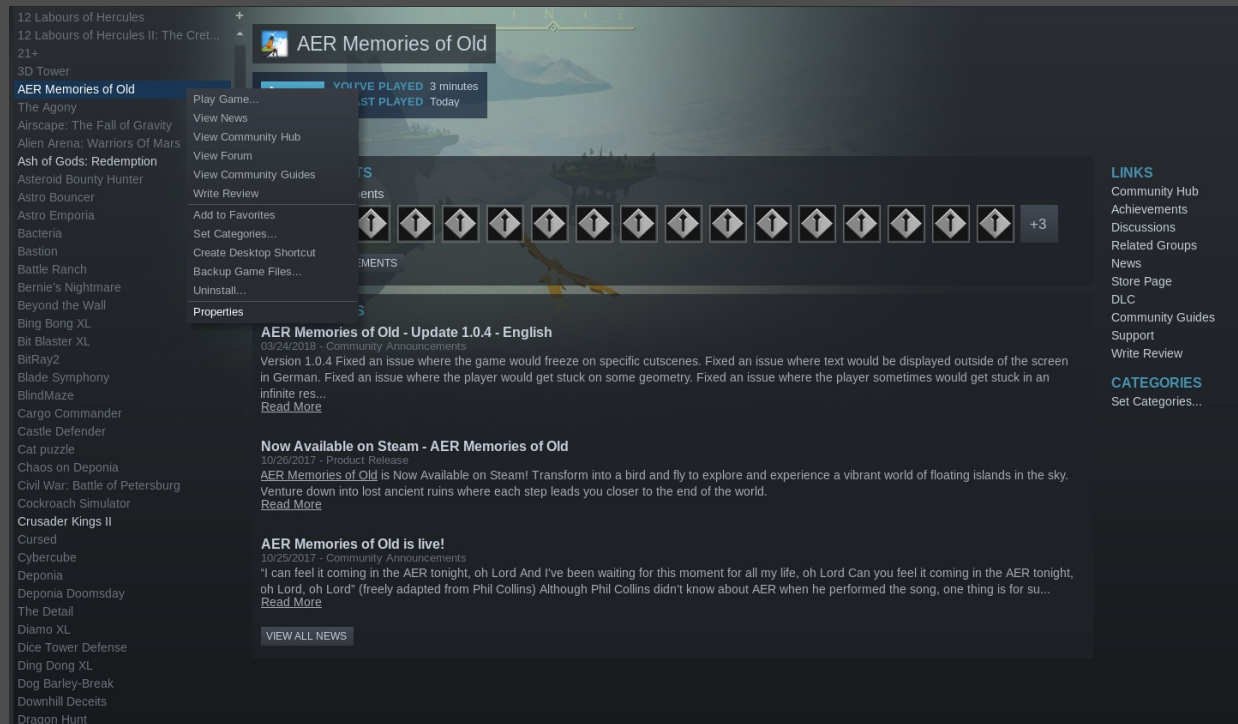 12 Labours of Hercules
12 Labours of Hercules II: The Cret...
21+
3D Tower
AER Memories of Old
The Agony
Airscape: The Fall of Gravity
Alien Arena: Warriors Of Mars
Ash of Gods: Redemption
Asteroid Bounty Hunter
Astro Bouncer
Astro Emporia
Bacteria
Bastion
Battle Ranch
Bernie's Nightmare
Beyond the Wall
Bing Bong XL
Bit Blaster XL
BitRay2
Blade Symphony
BlindMaze
Cargo Commander
Castle Defender
Cat puzzle
Chaos on Deponia
Civil War: Battle of Petersburg
Cockroach Simulator
Crusader Kings II
Cursed
Cybercube
Deponia
Deponia Doomsday
The Detail
Diamo XL
Dice Tower Defense
Ding Dong XL
Dog Barley-Break
Downhill Deceits
Dragon Hunt
+
AER Memories of Old
YOU'VE PLAYED 3 minutes
AST PLAYED Today
Play Game...
View News
View Community Hub
View Forum
View Community Guides
Write Review
Add to Favorites
Set Categories...
Create Desktop Shortcut
Backup Game Files...
Uninstall...
Properties
TS
ents
+3
EMENTS
S
AER Memories of Old - Update 1.0.4 - English
03/24/2018 - Community Announcements
Version 1.0.4 Fixed an issue where the game would freeze on specific cutscenes. Fixed an issue where text would be displayed outside of the screen
in German. Fixed an issue where the player would get stuck on some geometry. Fixed an issue where the player sometimes would get stuck in an
infinite res...
Read More
Now Available on Steam - AER Memories of Old
10/26/2017 - Product Release
AER Memories of Old is Now Available on Steam! Transform into a bird and fly to explore and experience a vibrant world of floating islands in the sky.
Venture down into lost ancient ruins where each step leads you closer to the end of the world.
Read More
AER Memories of Old is live!
10/25/2017 - Community Announcements
"I can feel it coming in the AER tonight, oh Lord And I've been waiting for this moment for all my life, oh Lord Can you feel it coming in the AER tonight,
oh Lord, oh Lord" (freely adapted from Phil Collins) Although Phil Collins didn't know about AER when he performed the song, one thing is for su...
Read More
VIEW ALL NEWS
LINKS
Community Hub
Achievements
Discussions
Related Groups
News
Store Page
DLC
Community Guides
Support
Write Review
CATEGORIES
Set Categories...